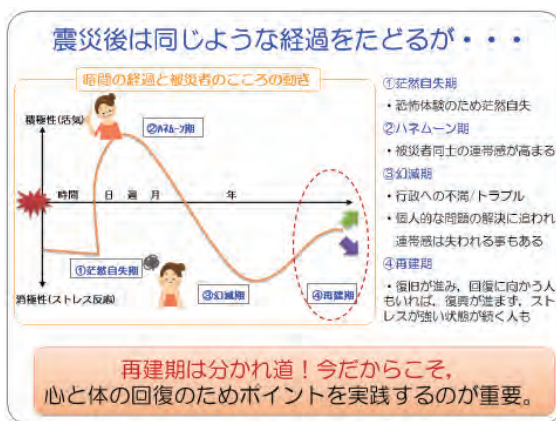 震災後は同じような経過をたどるが・・・
時間の経過と被災者のこころの動き
積極性(活気)
②ハネムーン期
時間
日
週
月
年
①茫然自失期
③幻滅期
④再建期
消極性(ストレス反応)
①茫然自失期
・恐怖体験のため茫然自失
②ハネムーン期
・被災者同士の連帯感が高まる
③幻滅期
・行政への不満/トラブル
・個人的な問題の解決に追われ
連帯感は失われる事もある
④再建期
・復旧が進み，回復に向かう人
もいれば，復興が進まず，スト
レスが強い状態が続く人も
再建期は分かれ道！今だからこそ，
心と体の回復のためポイントを実践するのが重要。